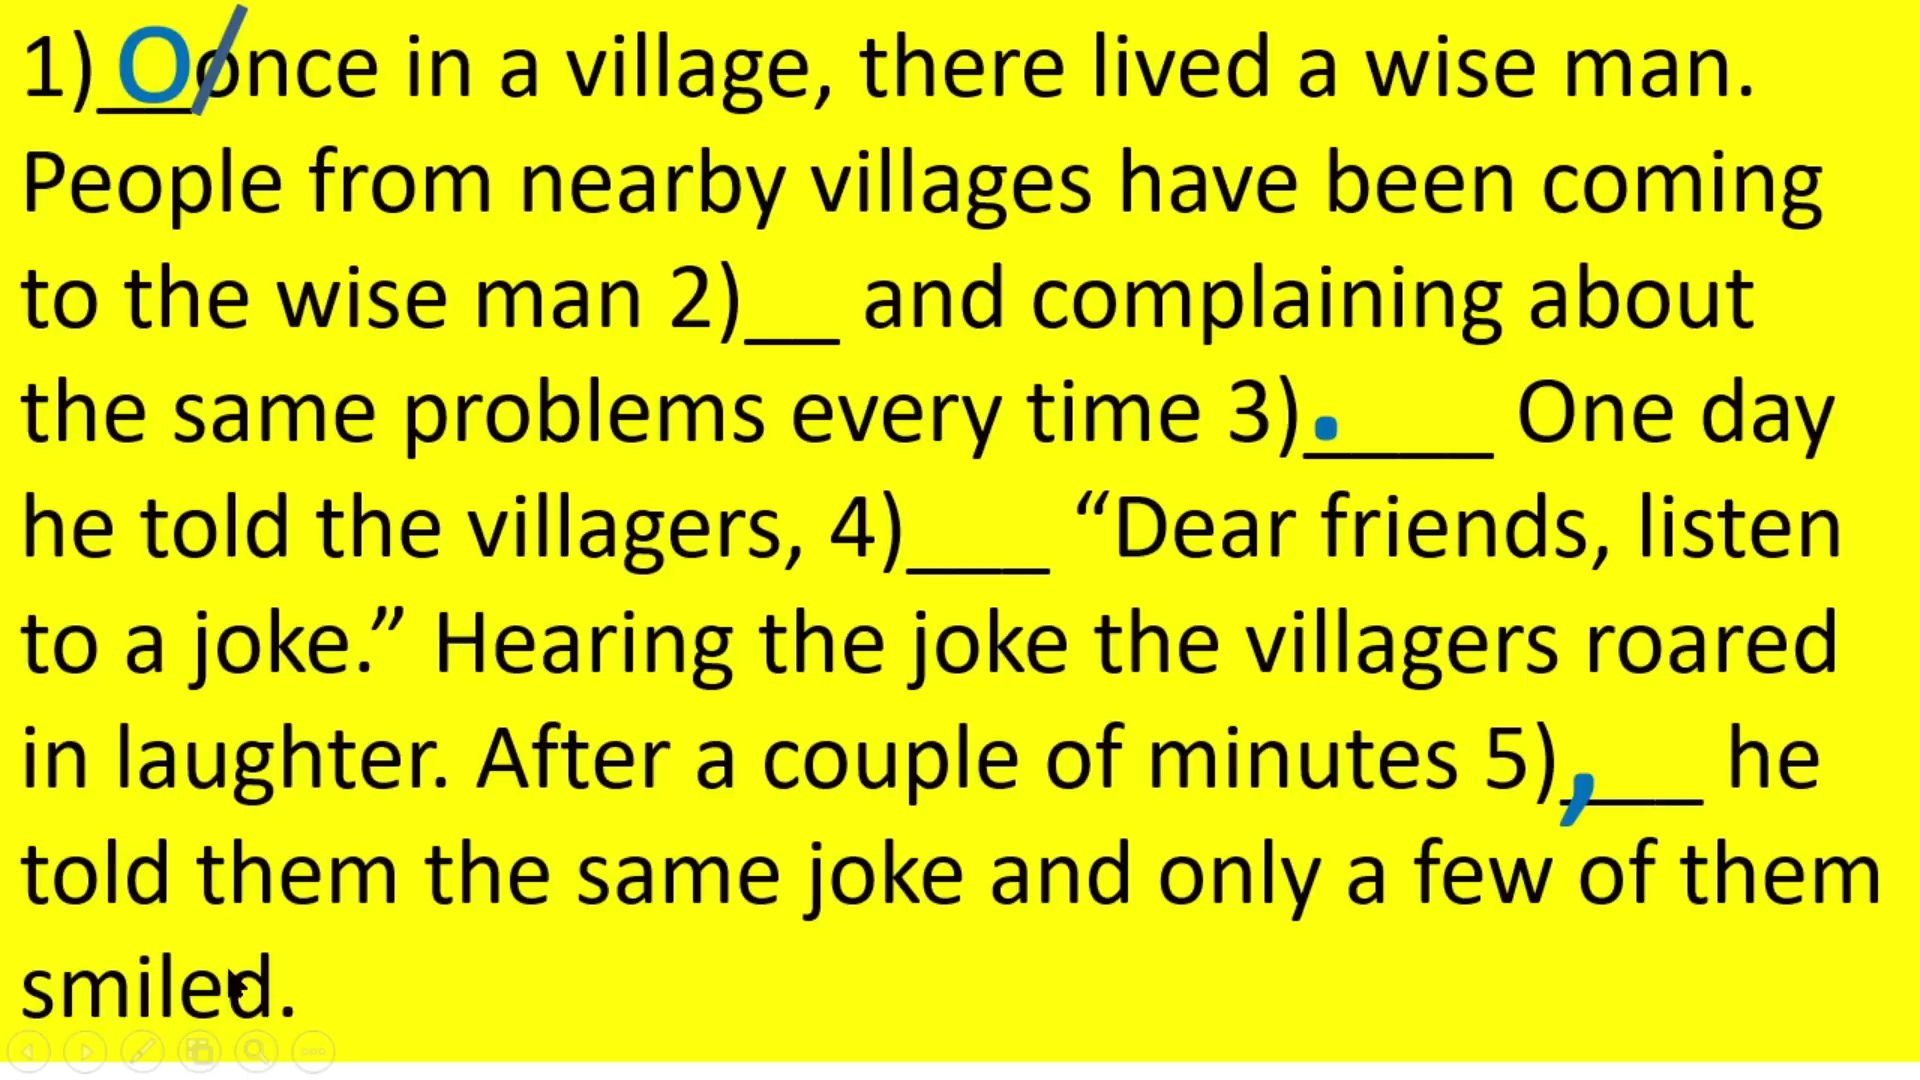 1) O once in a village, there lived a wise man.
People from nearby villages have been coming
to the wise man 2)__ and complaining about
the same problems every time 3).____ One day
he told the villagers, 4)___ “Dear friends, listen
to a joke.” Hearing the joke the villagers roared
in laughter. After a couple of minutes 5),___ he
told them the same joke and only a few of them
smiled.